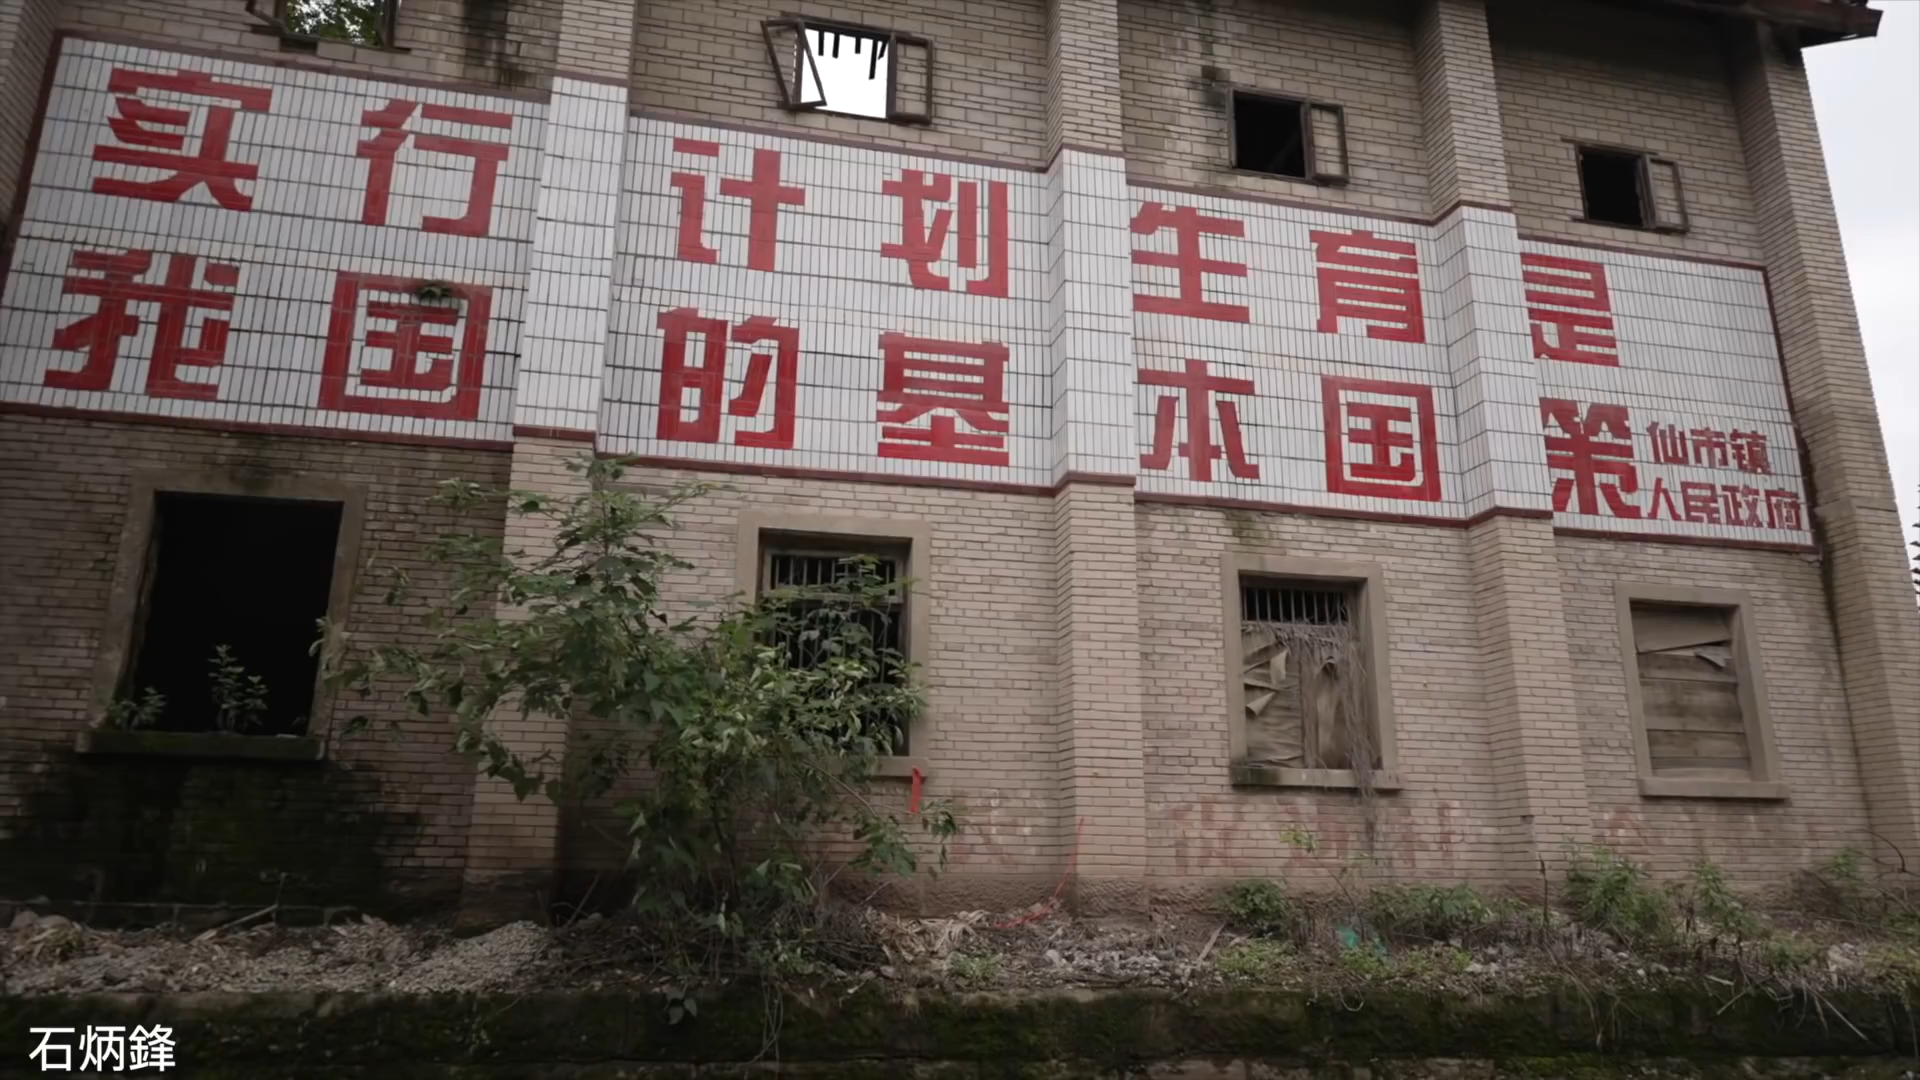 实行计划生育是
我国的基本国策
仙市镇
人民政府
石炳鋒